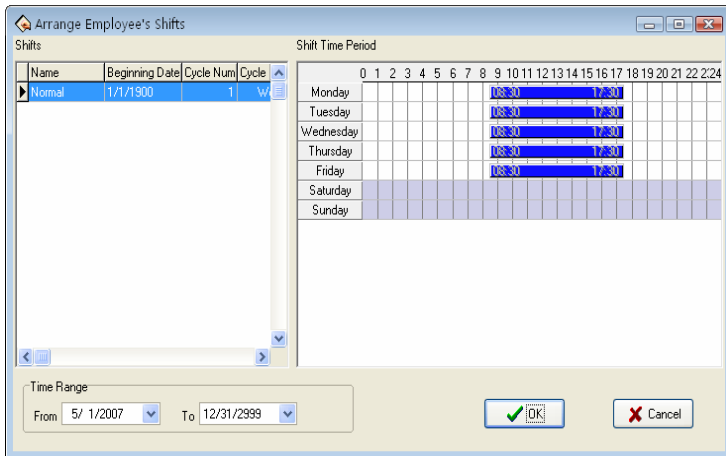 Arrange Employee's Shifts
Shifts
Shift Time Period
Name Beginning Date Cycle Num Cycle
Normal 1/1/1900 1 We
0 1 2 3 4 5 6 7 8 9 10 11 12 13 14 15 16 17 18 19 20 21 22 2:24
Monday 08:30 17:30
Tuesday 08:30 17:30
Wednesday 08:30 17:30
Thursday 08:30 17:30
Friday 08:30 17:30
Saturday
Sunday
Time Range
From 5/ 1/2007 To 12/31/2999
OK
Cancel